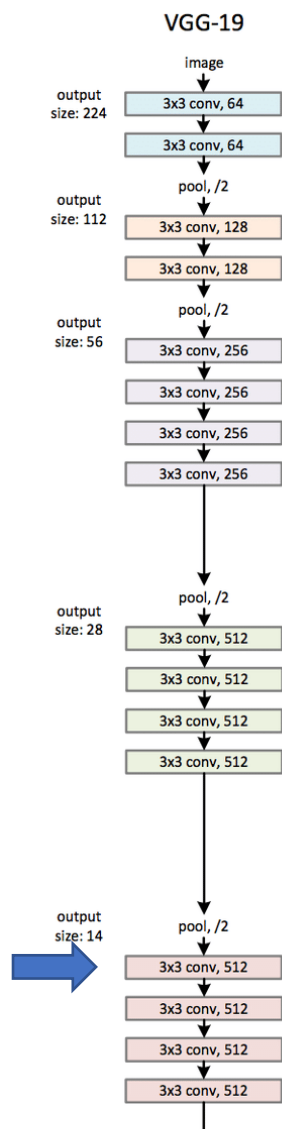 VGG-19
image
output
size: 224
3x3 conv, 64
3x3 conv, 64
pool, /2
output
size: 112
3x3 conv, 128
3x3 conv, 128
pool, /2
output
size: 56
3x3 conv, 256
3x3 conv, 256
3x3 conv, 256
3x3 conv, 256
pool, /2
output
size: 28
3x3 conv, 512
3x3 conv, 512
3x3 conv, 512
3x3 conv, 512
pool, /2
output
size: 14
3x3 conv, 512
3x3 conv, 512
3x3 conv, 512
3x3 conv, 512